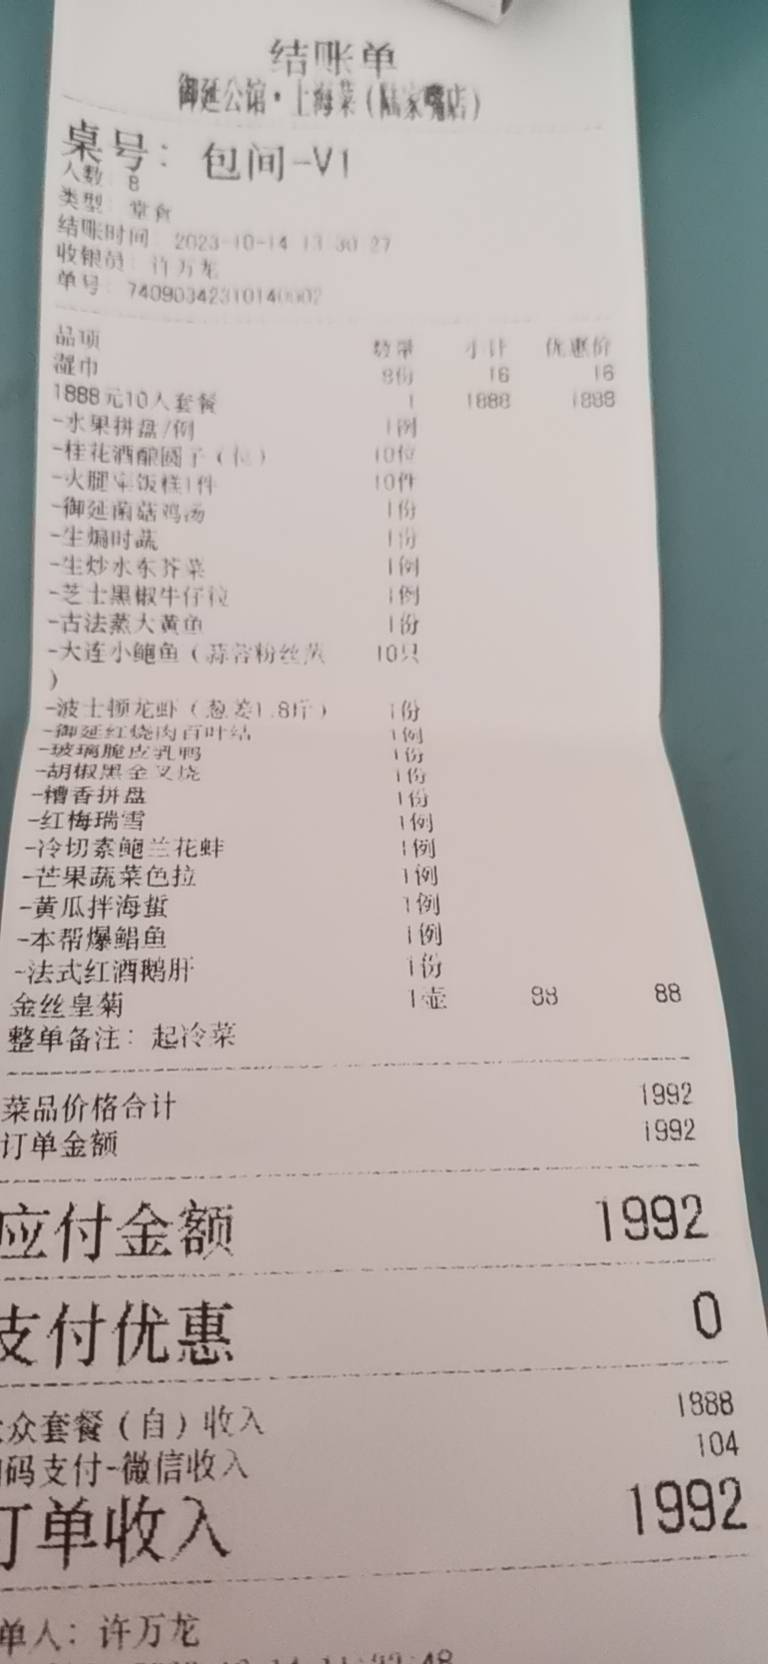 结账单
御延公馆·上海菜(陆家嘴店)
桌号: 包间-V1
人数 8
类型 堂食
结账时间 2023-10-14 13 30 27
收银员: 许万龙
单号: 74090342310140002
品项 数量 小计 优惠价
湿巾 8份 16 16
1888元10人套餐 1 1888 1888
-水果拼盘/例 1例
-桂花酒酿圆子(位) 10位
-火腿 饭糕1件 10件
-御延菌菇鸡汤 1份
-生煸时蔬 1份
-生炒水东芥菜 1例
-芝士黑椒牛仔粒 1例
-古法蒸大黄鱼 1份
-大连小鲍鱼(蒜蓉粉丝蒸 10只
)
-波士顿龙虾(葱姜1.8斤) 1份
-御延红烧肉百叶结 1例
-玻璃脆皮乳鸭 1份
-胡椒黑金叉烧 1份
-糟香拼盘 1份
-红梅瑞雪 1例
-冷切素鲍兰花蚌 1例
-芒果蔬菜色拉 1例
-黄瓜拌海蜇 1例
-本帮爆鲳鱼 1例
-法式红酒鹅肝 1份
金丝皇菊 1壶 98 88
整单备注: 起冷菜
菜品价格合计 1992
订单金额 1992
应付金额 1992
支付优惠 0
众套餐(自)收入 1888
码支付-微信收入 104
订单收入 1992
单人: 许万龙